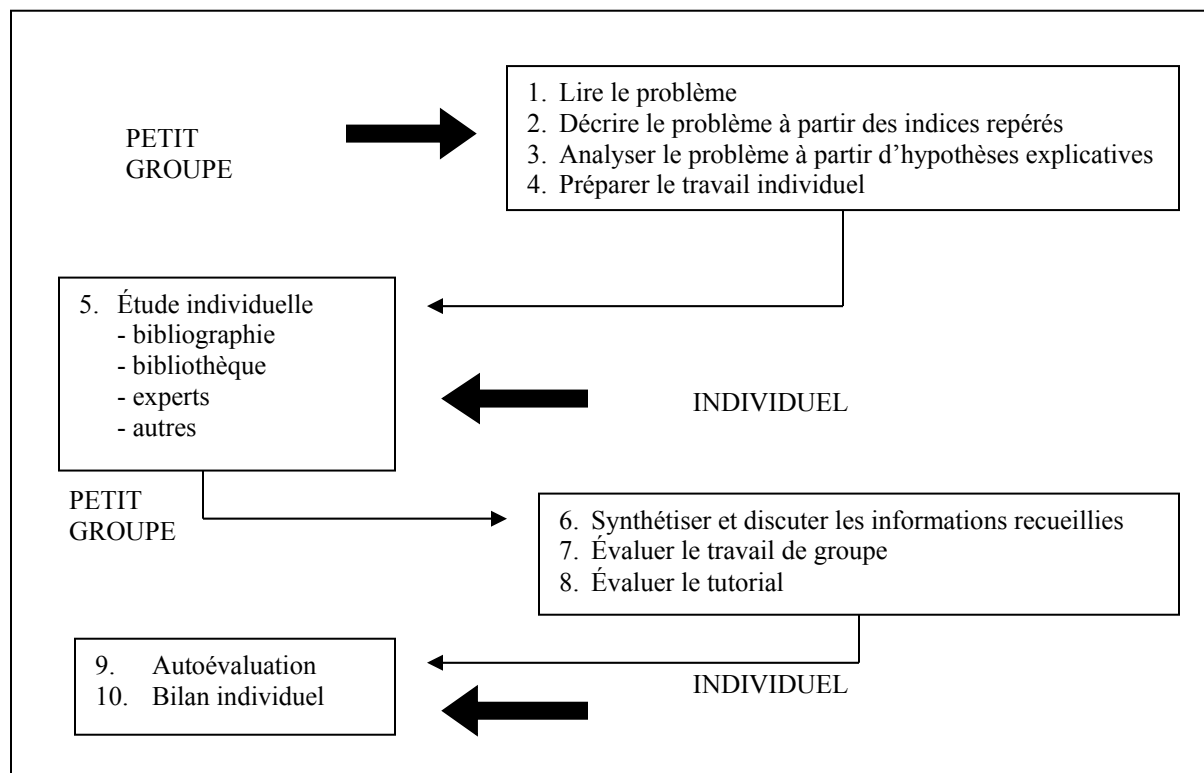 PETIT
GROUPE
1. Lire le problème
2. Décrire le problème à partir des indices repérés
3. Analyser le problème à partir d’hypothèses explicatives
4. Préparer le travail individuel
5. Étude individuelle
- bibliographie
- bibliothèque
- experts
- autres
INDIVIDUEL
PETIT
GROUPE
6. Synthétiser et discuter les informations recueillies
7. Évaluer le travail de groupe
8. Évaluer le tutorial
9. Autoévaluation
10. Bilan individuel
INDIVIDUEL